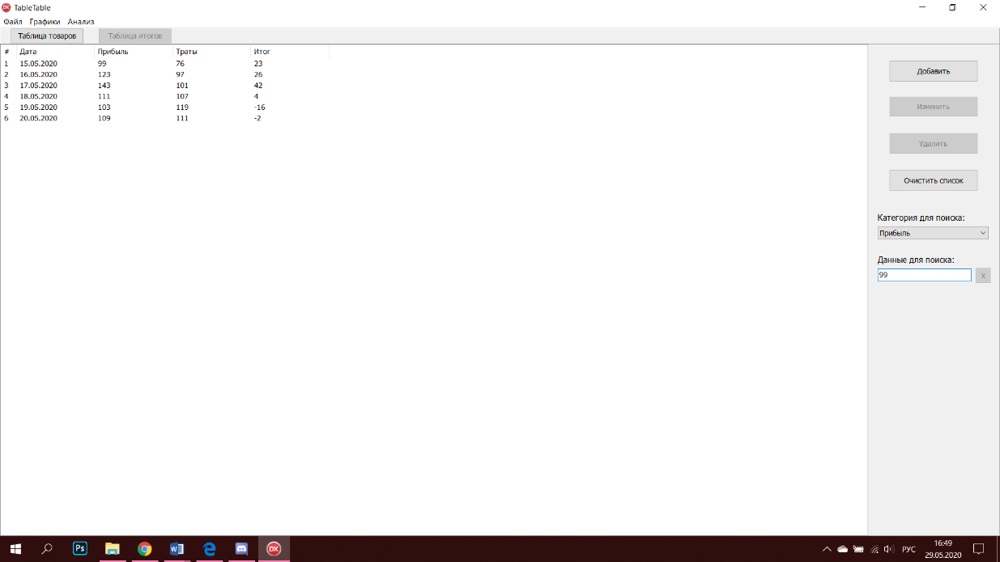 DX TableTable
Файл Графики Анализ
Таблица товаров Таблица итогов
# Дата Прибыль Траты Итог
1 15.05.2020 99 76 23
2 16.05.2020 123 97 26
3 17.05.2020 143 101 42
4 18.05.2020 111 107 4
5 19.05.2020 103 119 -16
6 20.05.2020 109 111 -2
Добавить
Изменить
Удалить
Очистить список
Категория для поиска:
Прибыль
Данные для поиска:
99 x
Ps W DX РУС 16:49
29.05.2020